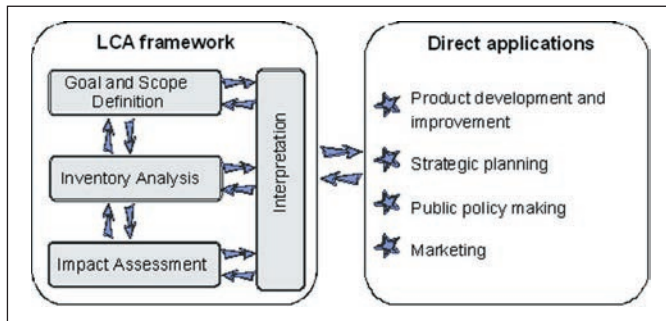 LCA framework
Goal and Scope
Definition
Inventory Analysis
Impact Assessment
Interpretation
Direct applications
Product development and
improvement
Strategic planning
Public policy making
Marketing